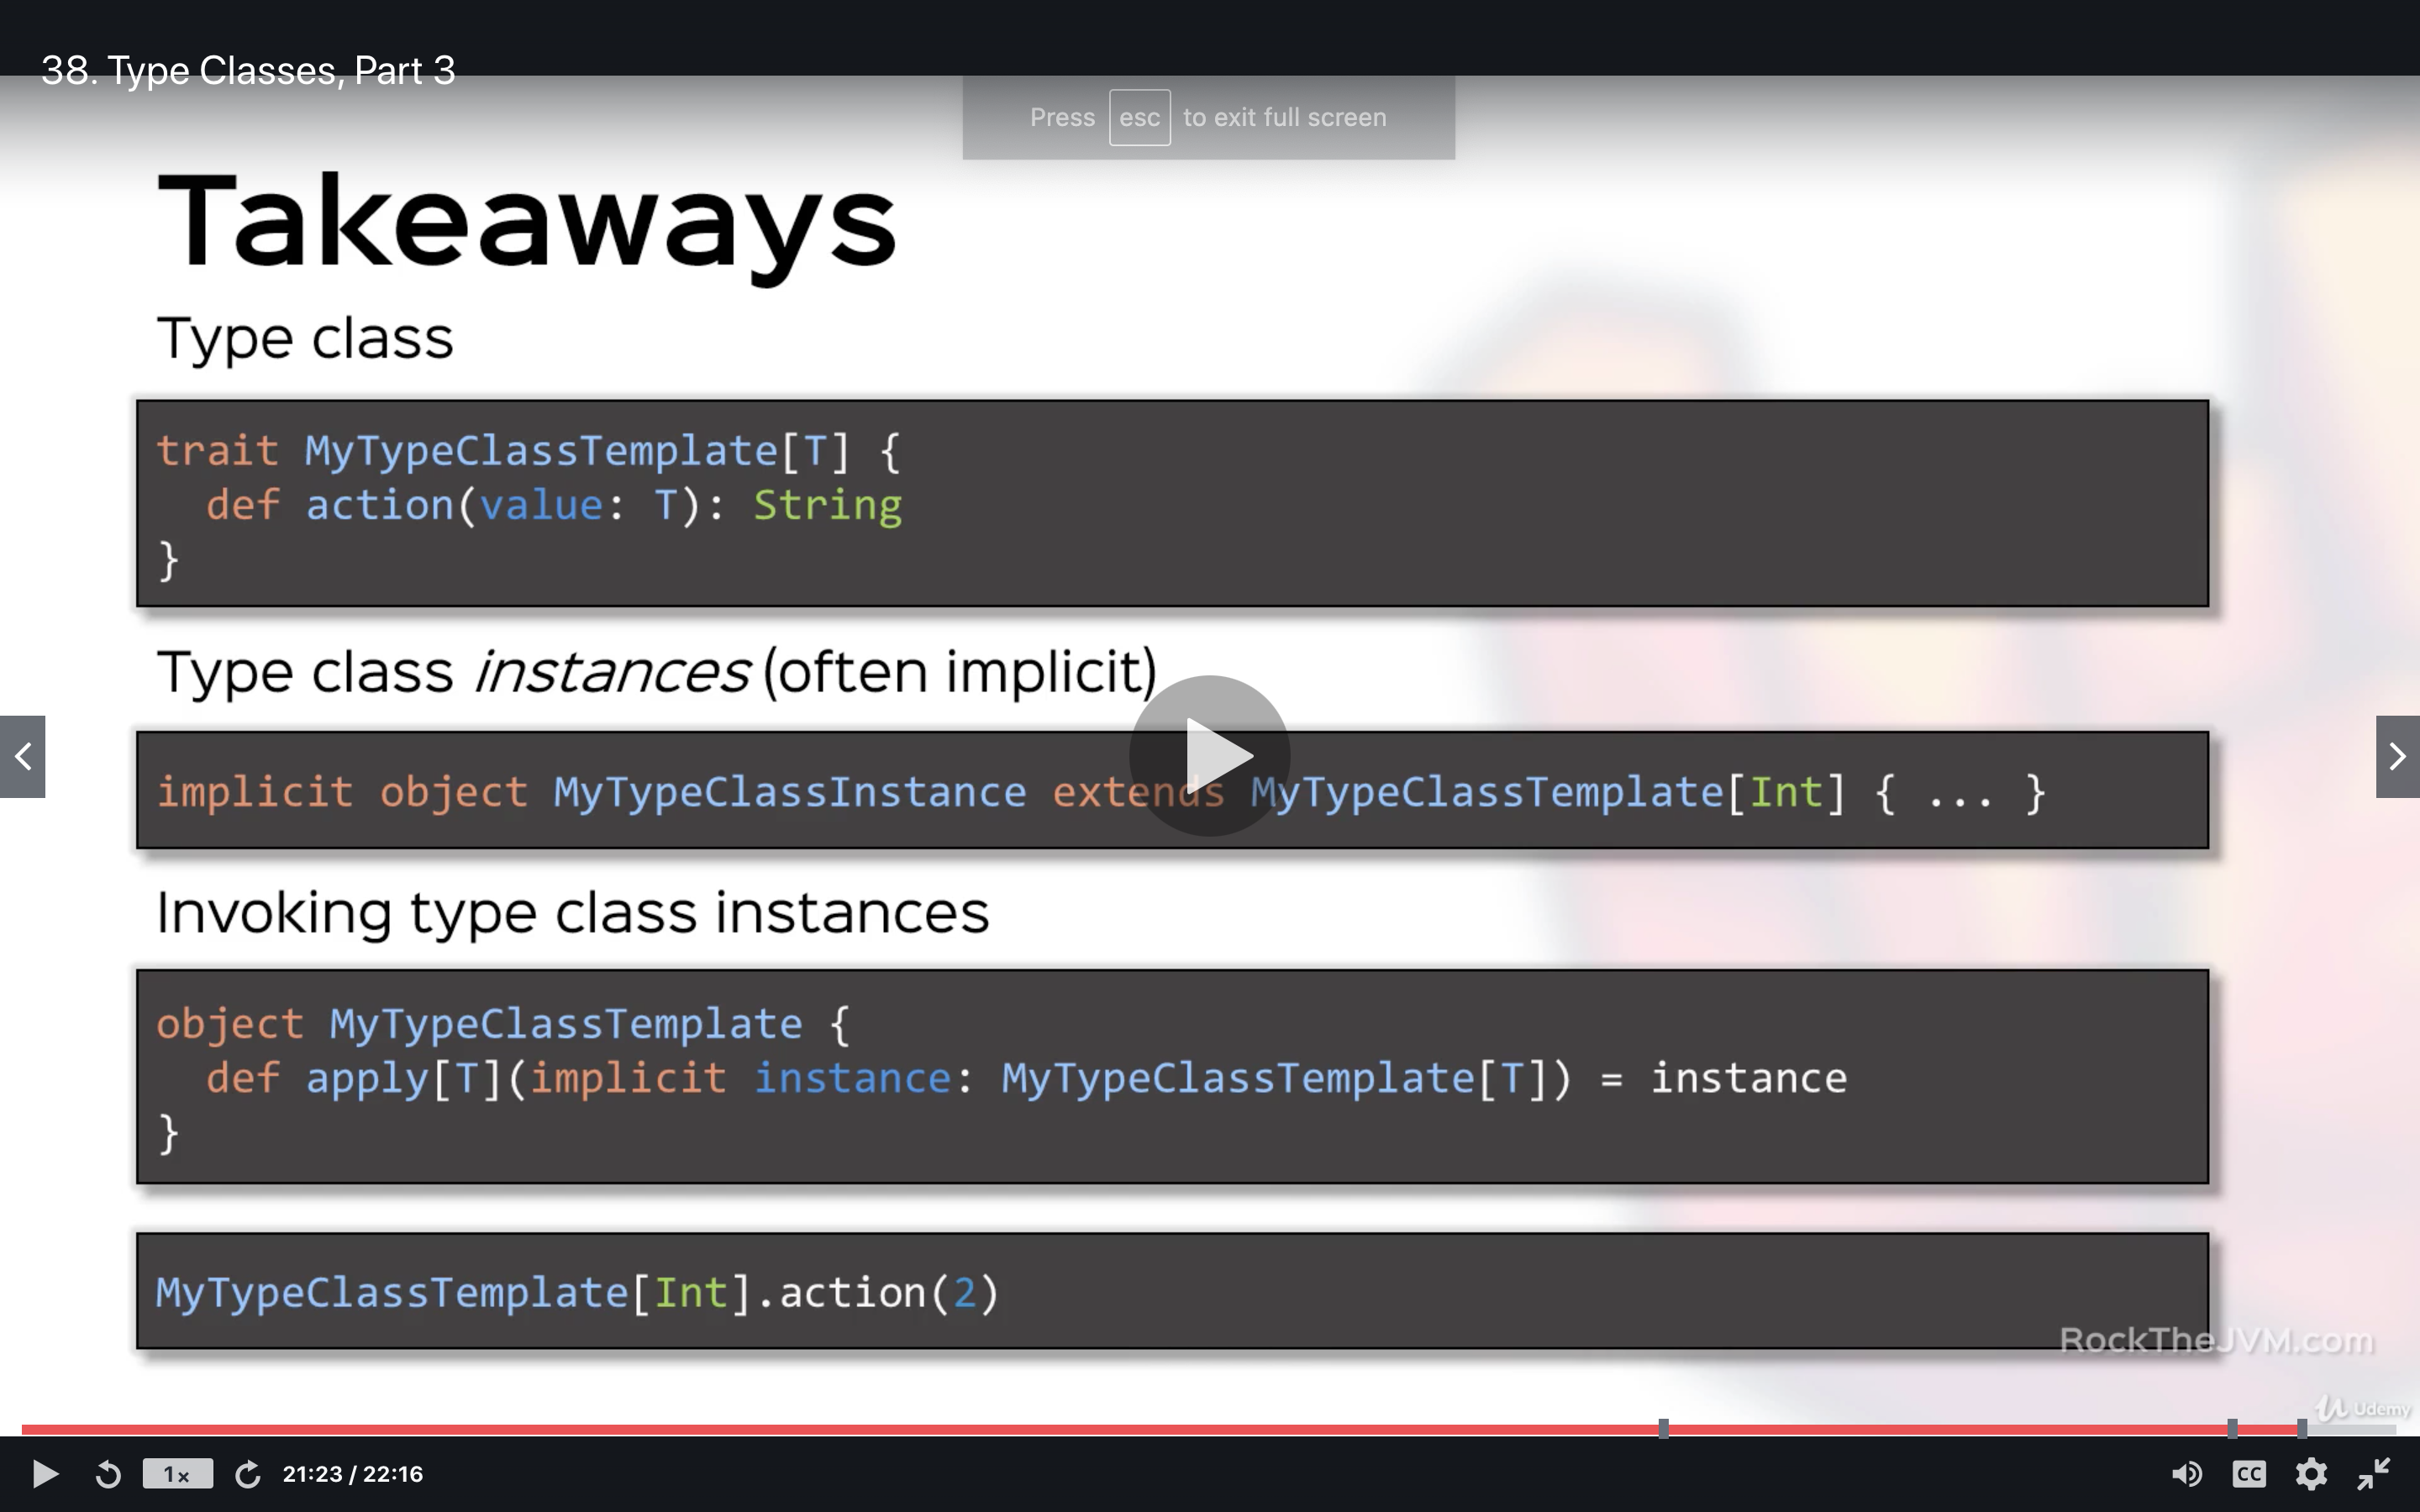 38. Type Classes, Part 3
Press esc to exit full screen
Takeaways
Type class
trait MyTypeClassTemplate[T] {
  def action(value: T): String
}
Type class instances (often implicit)
implicit object MyTypeClassInstance extends MyTypeClassTemplate[Int] { ... }
Invoking type class instances
object MyTypeClassTemplate {
  def apply[T](implicit instance: MyTypeClassTemplate[T]) = instance
}
MyTypeClassTemplate[Int].action(2)
RockTheJVM.com
Udemy
1x
21:23 / 22:16
CC